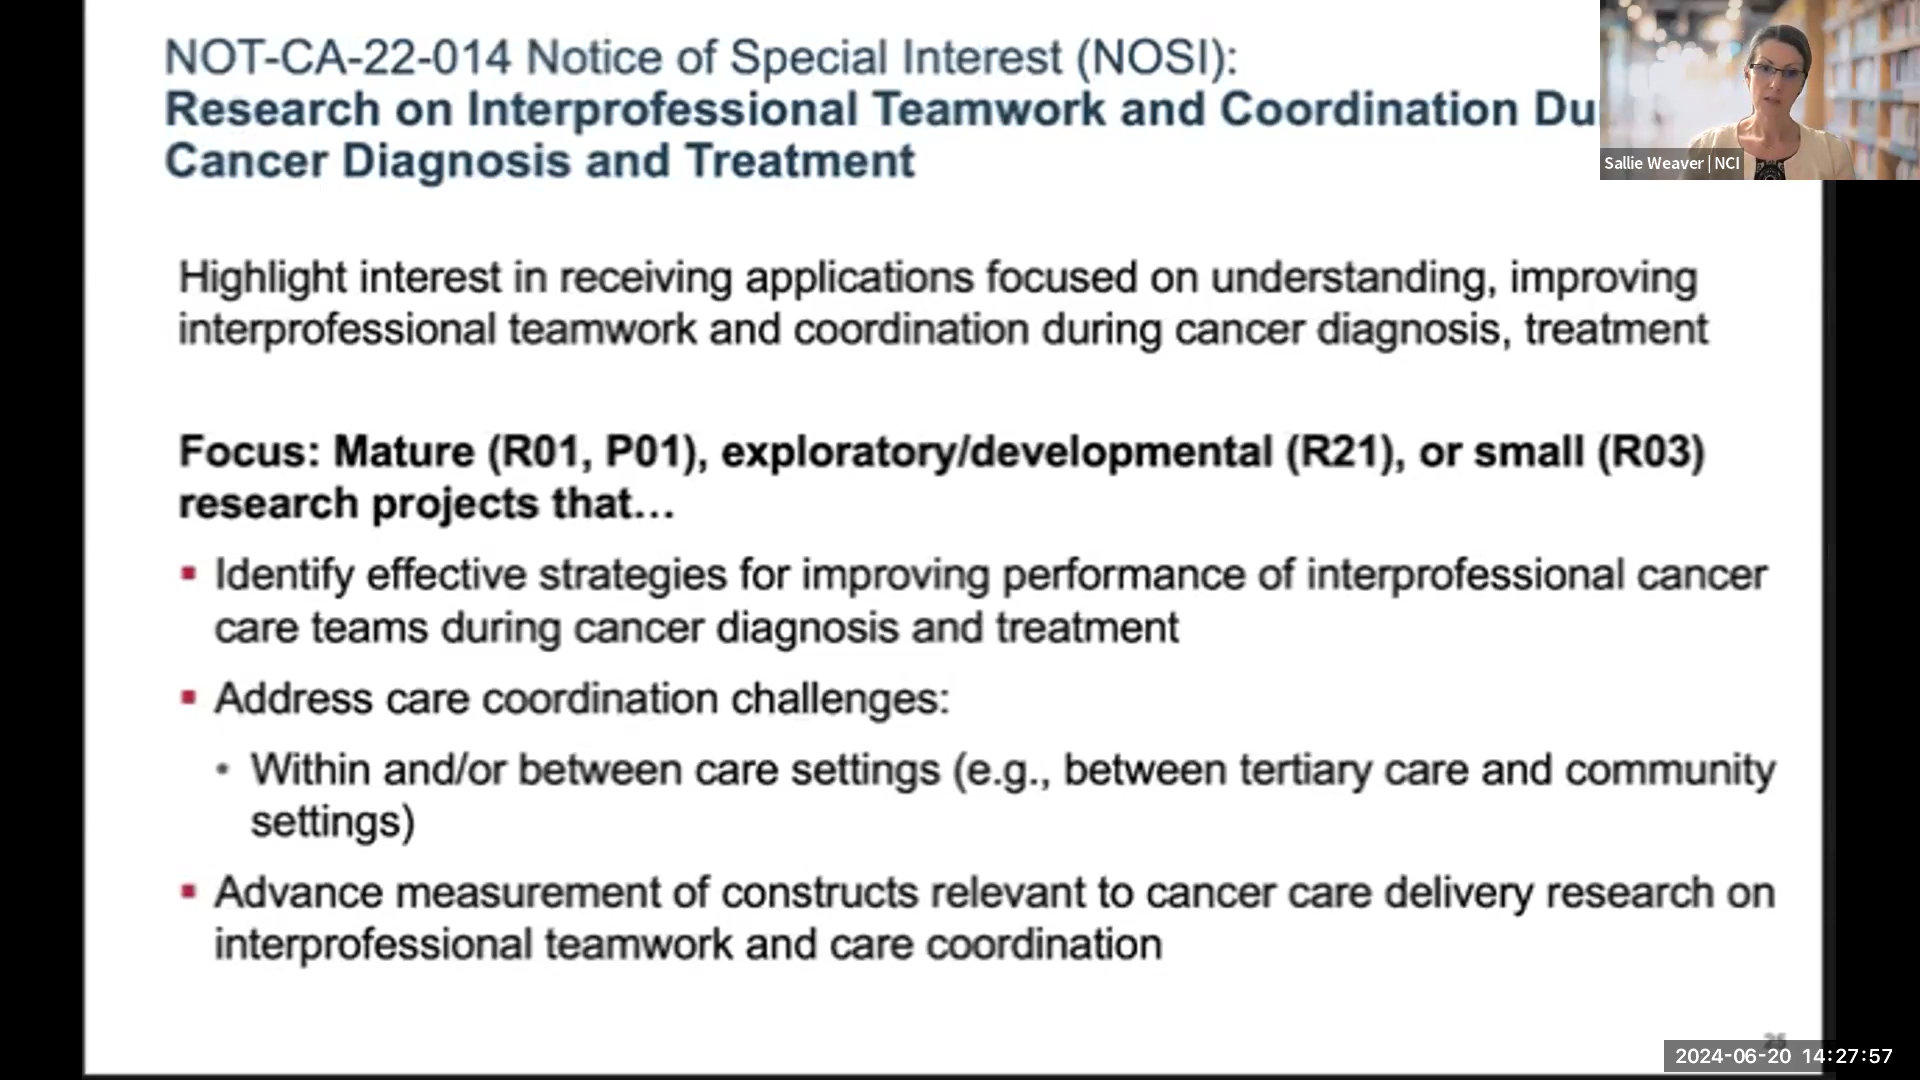 NOT-CA-22-014 Notice of Special Interest (NOSI):
Research on Interprofessional Teamwork and Coordination Du
Cancer Diagnosis and Treatment
Sallie Weaver | NCI
Highlight interest in receiving applications focused on understanding, improving
interprofessional teamwork and coordination during cancer diagnosis, treatment
Focus: Mature (R01, P01), exploratory/developmental (R21), or small (R03)
research projects that…
▪ Identify effective strategies for improving performance of interprofessional cancer
care teams during cancer diagnosis and treatment
▪ Address care coordination challenges:
• Within and/or between care settings (e.g., between tertiary care and community
settings)
▪ Advance measurement of constructs relevant to cancer care delivery research on
interprofessional teamwork and care coordination
2024-06-20 14:27:57